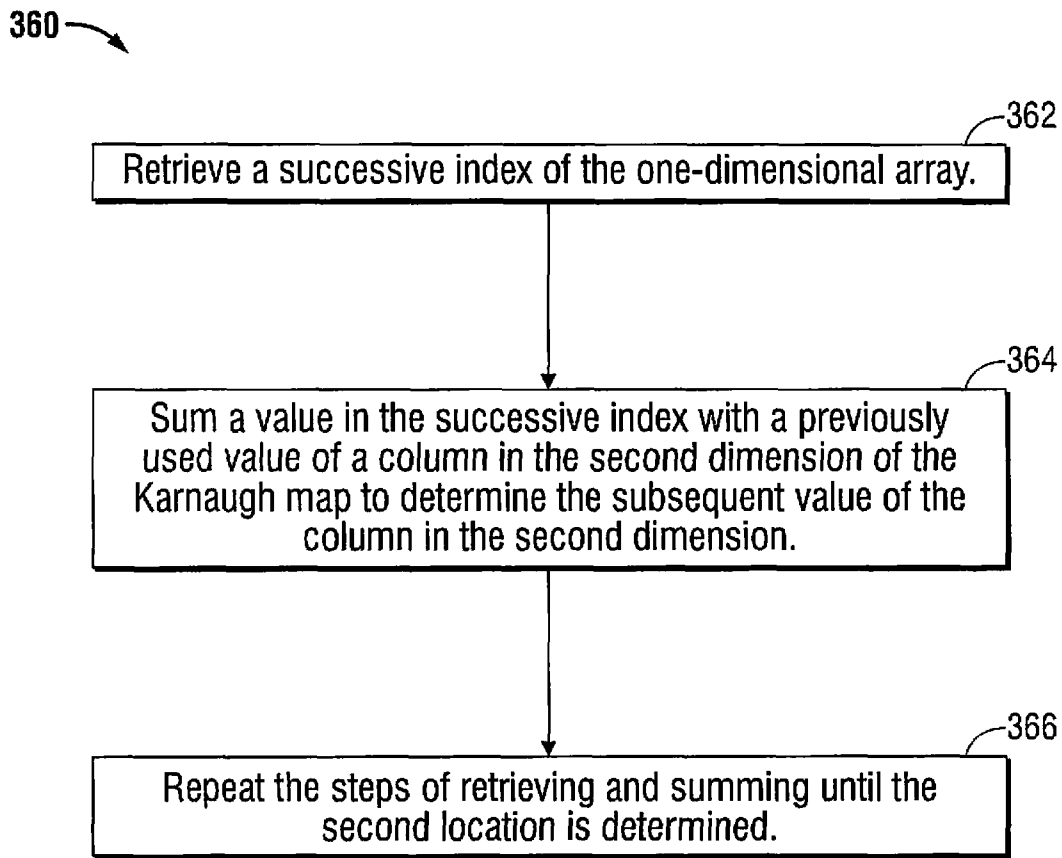 360
362
Retrieve a successive index of the one-dimensional array.
364
Sum a value in the successive index with a previously
used value of a column in the second dimension of the
Karnaugh map to determine the subsequent value of the
column in the second dimension.
366
Repeat the steps of retrieving and summing until the
second location is determined.